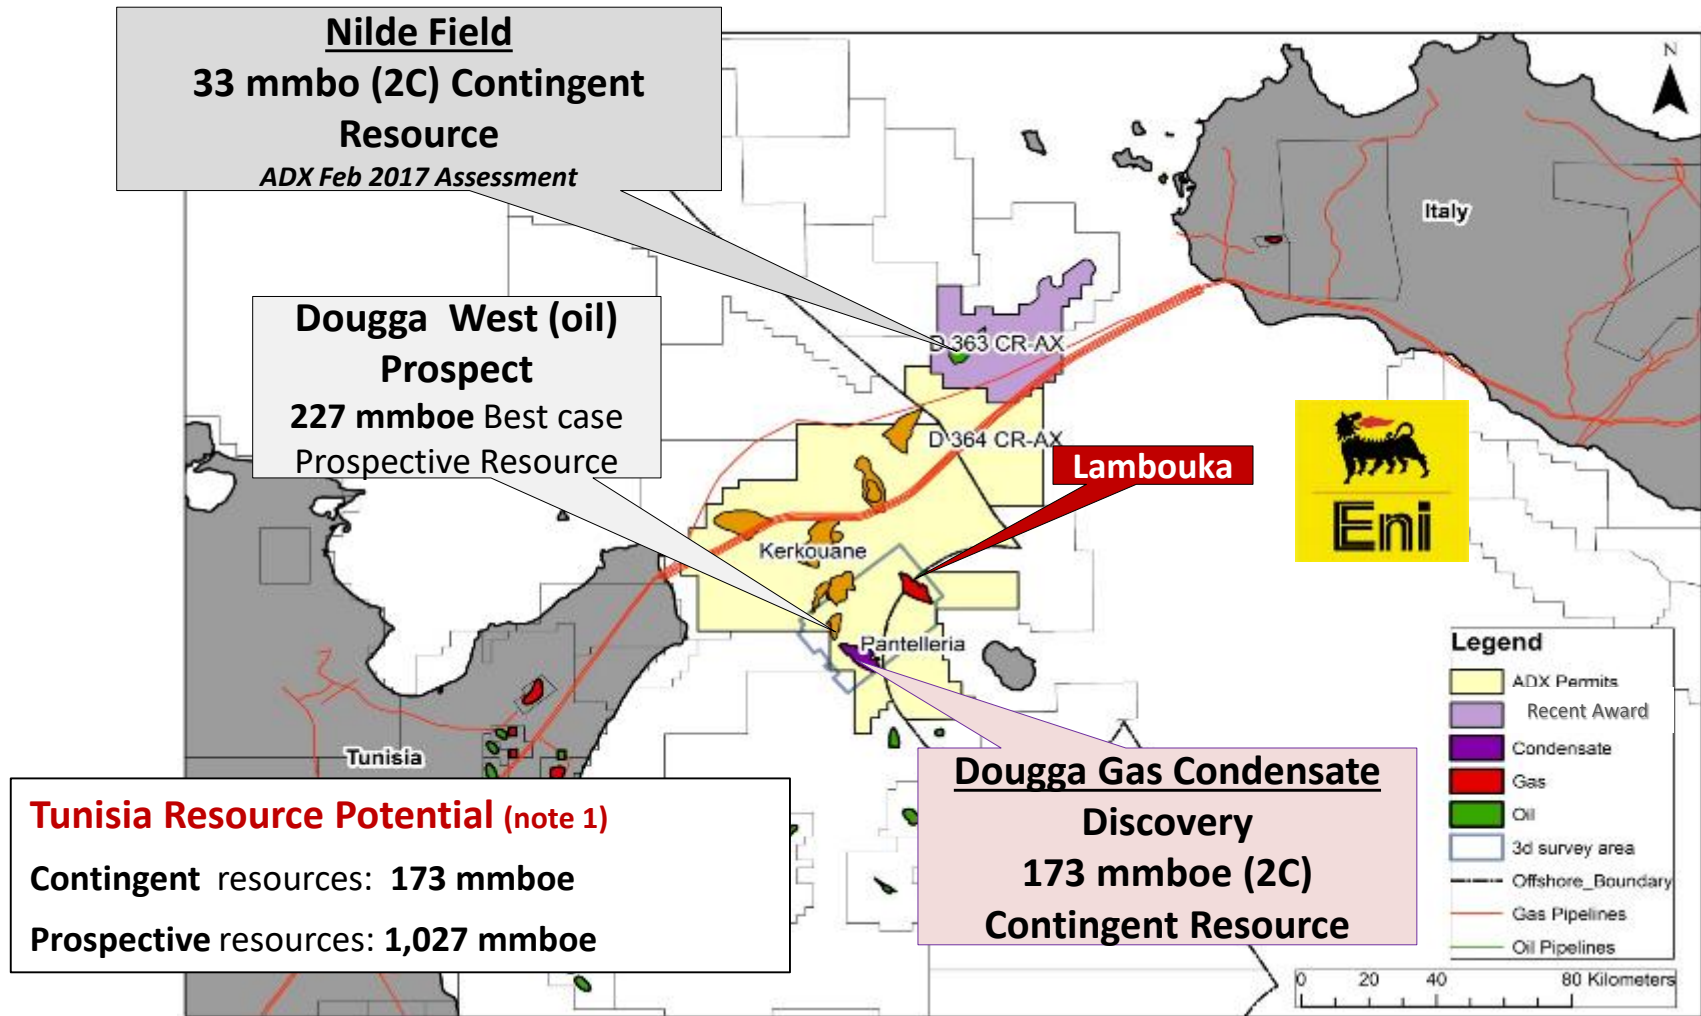 Nilde Field
33 mmbo (2C) Contingent
Resource
ADX Feb 2017 Assessment
N
Italy
Dougga West (oil)
Prospect
227 mmboe Best case
Prospective Resource
D 363 CR-AX
D 364 CR-AX
Lambouka
Eni
Kerkouane
Pantelleria
Tunisia
Legend
ADX Permits
Recent Award
Condensate
Gas
Oil
3d survey area
Offshore_Boundary
Gas Pipelines
Oil Pipelines
0 20 40 80 Kilometers
Dougga Gas Condensate
Discovery
173 mmboe (2C)
Contingent Resource
Tunisia Resource Potential (note 1)
Contingent resources: 173 mmboe
Prospective resources: 1,027 mmboe